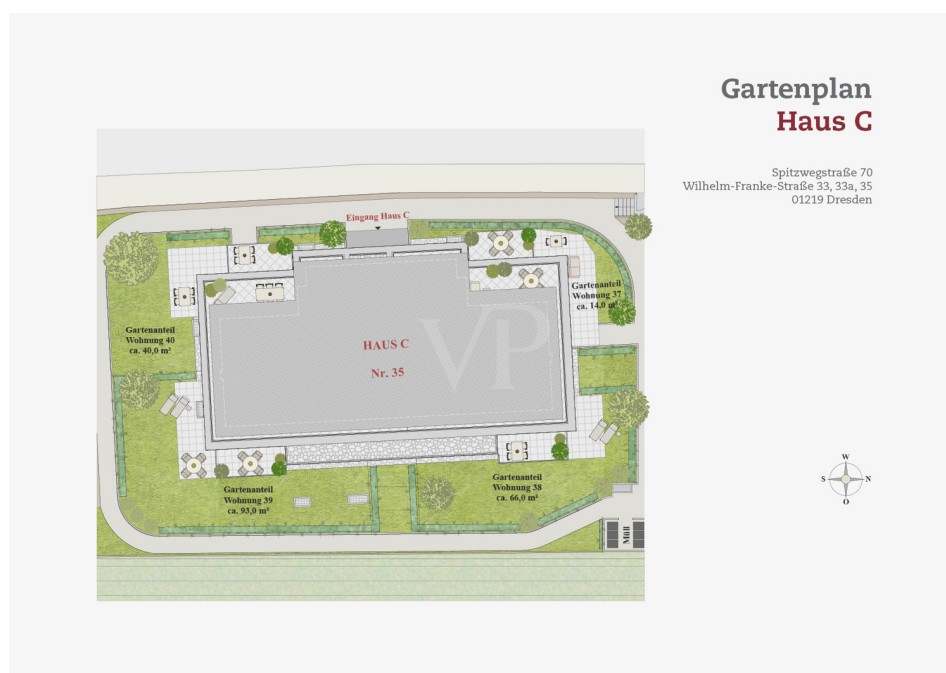 Gartenplan
Haus C
Spitzwegstraße 70
Wilhelm-Franke-Straße 33, 33a, 35
01219 Dresden
Eingang Haus C
Gartenanteil
Wohnung 37
ca. 14,0 m²
Gartenanteil
Wohnung 40
ca. 40,0 m²
HAUS C
Nr. 35
VP
Gartenanteil
Wohnung 39
ca. 93,0 m²
Gartenanteil
Wohnung 38
ca. 66,0 m²
W
S
N
O
Müll